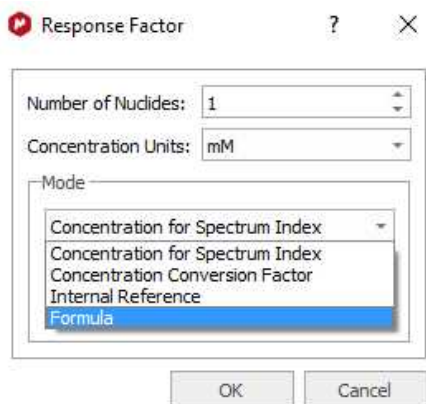 Response Factor ? X
Number of Nuclides: 1
Concentration Units: mM
Mode
Concentration for Spectrum Index
Concentration for Spectrum Index
Concentration Conversion Factor
Internal Reference
Formula
OK Cancel